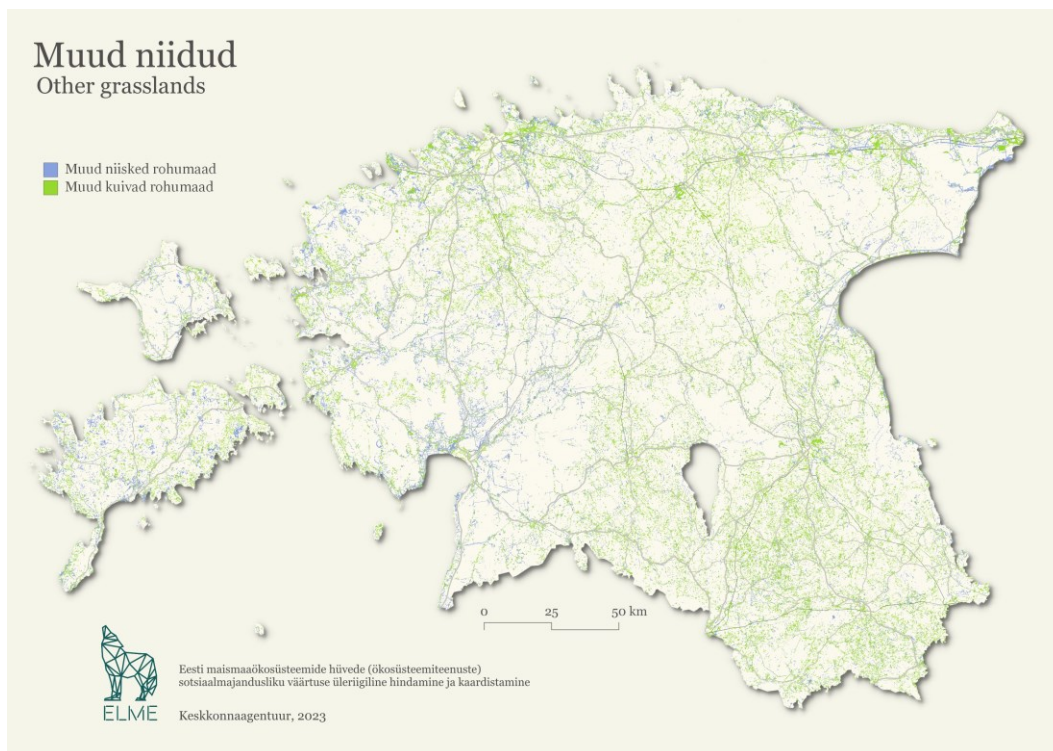 Muud niidud
Other grasslands
Muud niisked rohumaad
Muud kuivad rohumaad
0 25 50 km
Eesti maismaaökosüsteemide hüvede (ökosüsteemiteenuste)
sotsiaalmajandusliku väärtuse üleriigiline hindamine ja kaardistamine
ELME
Keskkonnaagentuur, 2023